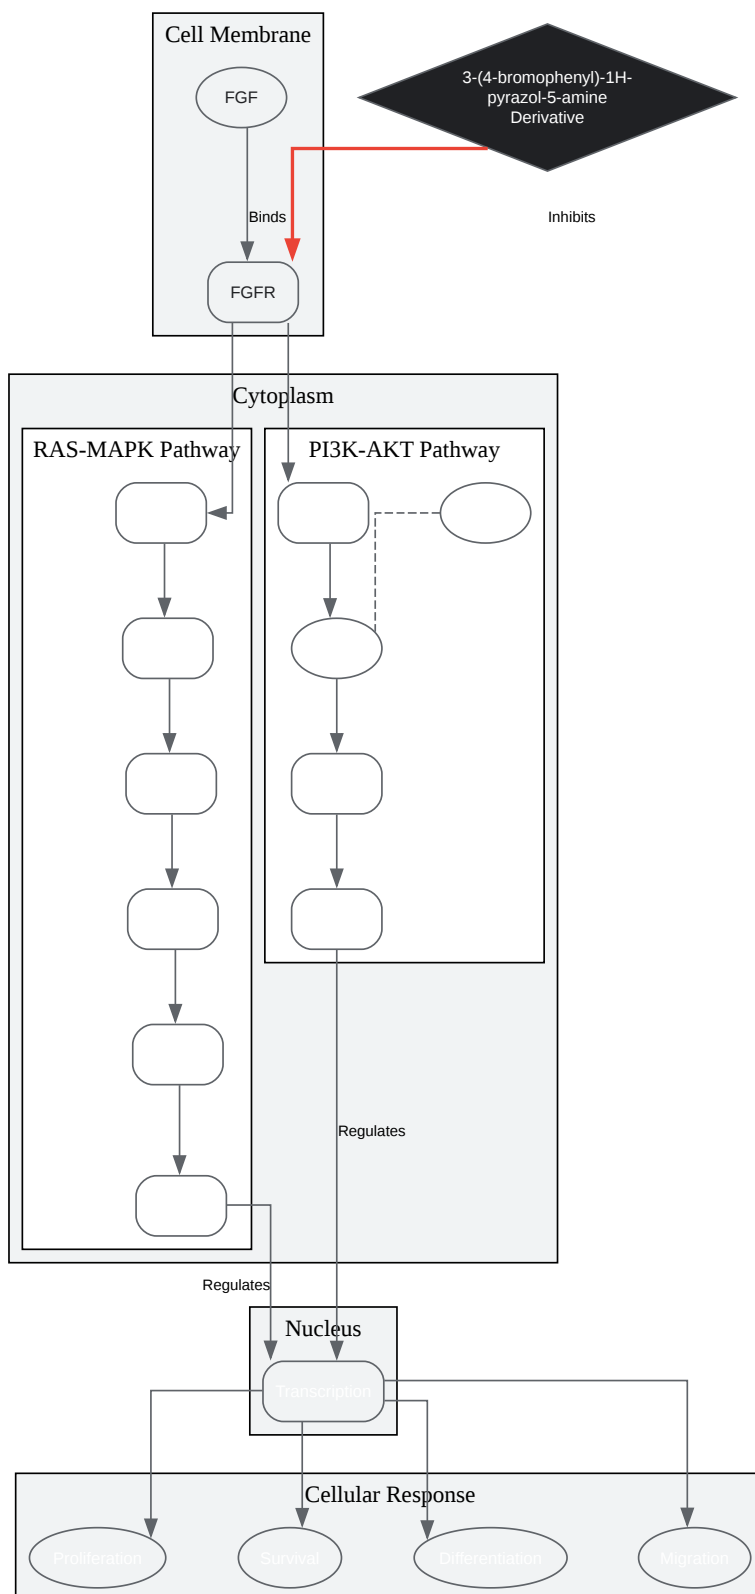 Cell Membrane
FGF
3-(4-bromophenyl)-1H-
pyrazol-5-amine
Derivative
Binds
Inhibits
FGFR
Cytoplasm
RAS-MAPK Pathway
PI3K-AKT Pathway
Regulates
Regulates
Nucleus
Transcription
Cellular Response
Proliferation
Survival
Differentiation
Migration